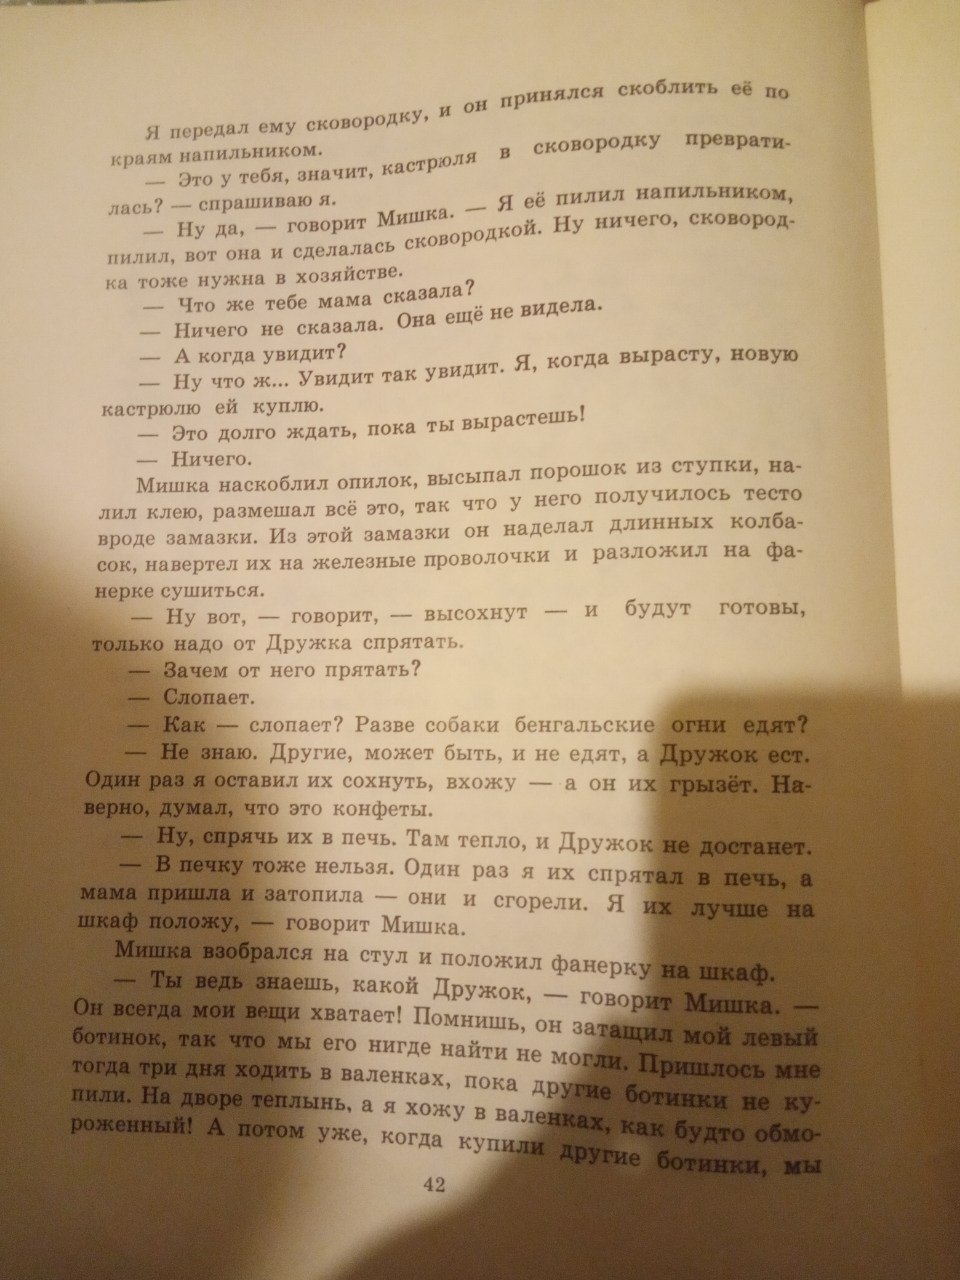 Я передал ему сковородку, и он принялся скоблить её по
краям напильником.
— Это у тебя, значит, кастрюля в сковородку преврати-
лась? — спрашиваю я.
— Ну да, — говорит Мишка. — Я её пилил напильником,
пилил, вот она и сделалась сковородкой. Ну ничего, сковород-
ка тоже нужна в хозяйстве.
— Что же тебе мама сказала?
— Ничего не сказала. Она ещё не видела.
— А когда увидит?
— Ну что ж... Увидит так увидит. Я, когда вырасту, новую
кастрюлю ей куплю.
— Это долго ждать, пока ты вырастешь!
— Ничего.
Мишка наскоблил опилок, высыпал порошок из ступки, на-
лил клею, размешал всё это, так что у него получилось тесто
вроде замазки. Из этой замазки он наделал длинных колба-
сок, навертел их на железные проволочки и разложил на фа-
нерке сушиться.
— Ну вот, — говорит, — высохнут — и будут готовы,
только надо от Дружка спрятать.
— Зачем от него прятать?
— Слопает.
— Как — слопает? Разве собаки бенгальские огни едят?
— Не знаю. Другие, может быть, и не едят, а Дружок ест.
Один раз я оставил их сохнуть, вхожу — а он их грызёт. На-
верно, думал, что это конфеты.
— Ну, спрячь их в печь. Там тепло, и Дружок не достанет.
— В печку тоже нельзя. Один раз я их спрятал в печь, а
мама пришла и затопила — они и сгорели. Я их лучше на
шкаф положу, — говорит Мишка.
Мишка взобрался на стул и положил фанерку на шкаф.
— Ты ведь знаешь, какой Дружок, — говорит Мишка. —
Он всегда мои вещи хватает! Помнишь, он затащил мой левый
ботинок, так что мы его нигде найти не могли. Пришлось мне
тогда три дня ходить в валенках, пока другие ботинки не ку-
пили. На дворе теплынь, а я хожу в валенках, как будто обмо-
роженный! А потом уже, когда купили другие ботинки, мы
42